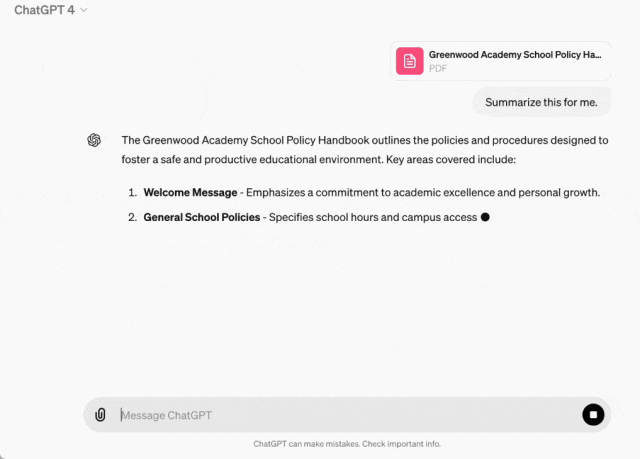 ChatGPT 4
Greenwood Academy School Policy Ha...
PDF
Summarize this for me.
The Greenwood Academy School Policy Handbook outlines the policies and procedures designed to
foster a safe and productive educational environment. Key areas covered include:
1. Welcome Message - Emphasizes a commitment to academic excellence and personal growth.
2. General School Policies - Specifies school hours and campus access
Message ChatGPT
ChatGPT can make mistakes. Check important info.